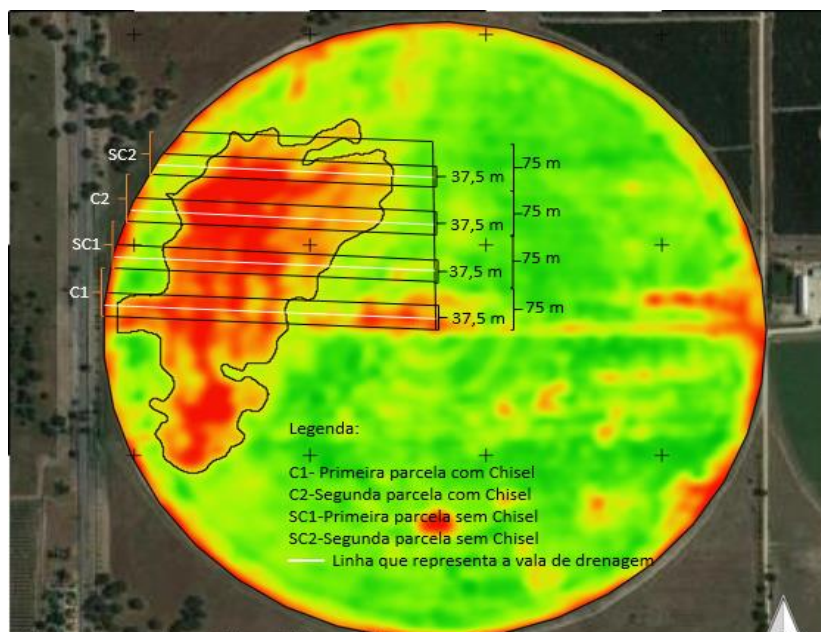 SC2
C2
SC1
C1
37,5 m
37,5 m
37,5 m
37,5 m
75 m
75 m
75 m
75 m
Legenda:
C1- Primeira parcela com Chisel
C2-Segunda parcela com Chisel
SC1-Primeira parcela sem Chisel
SC2-Segunda parcela sem Chisel
Linha que representa a vala de drenagem